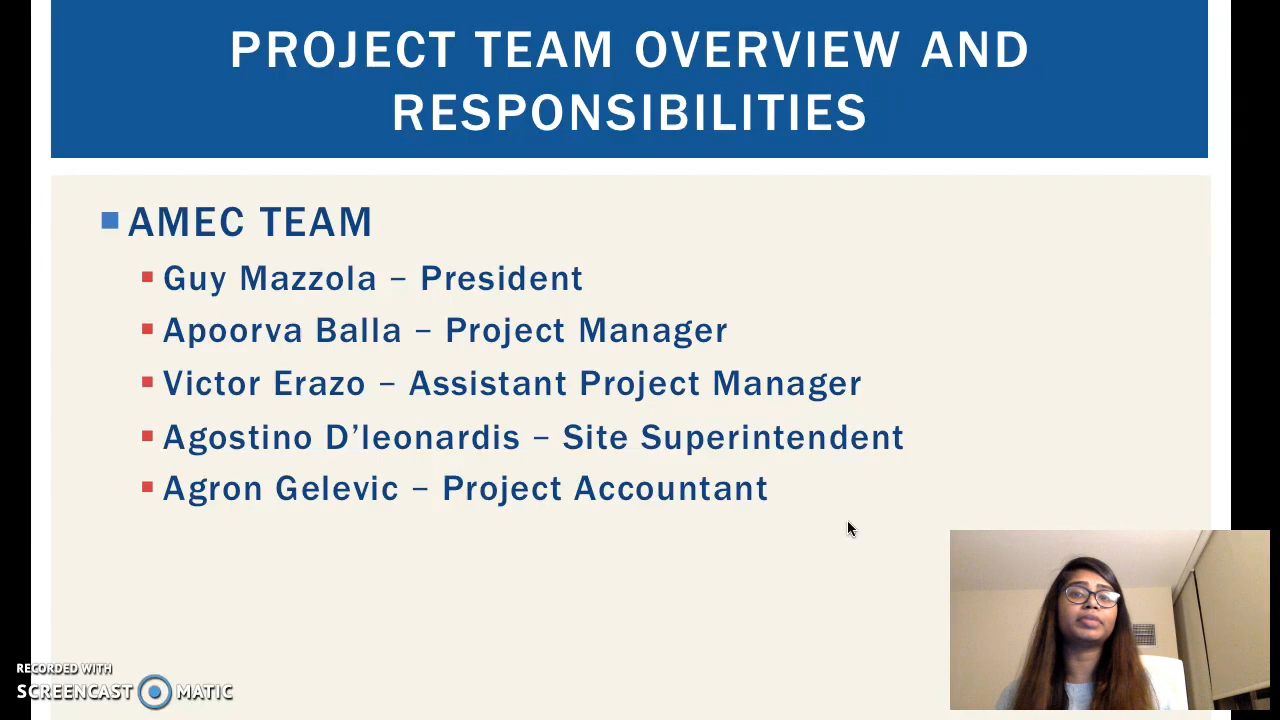 PROJECT TEAM OVERVIEW AND
RESPONSIBILITIES
AMEC TEAM
Guy Mazzola – President
Apoorva Balla – Project Manager
Victor Erazo – Assistant Project Manager
Agostino D’leonardis – Site Superintendent
Agron Gelevic – Project Accountant
RECORDED WITH
SCREENCAST MATIC